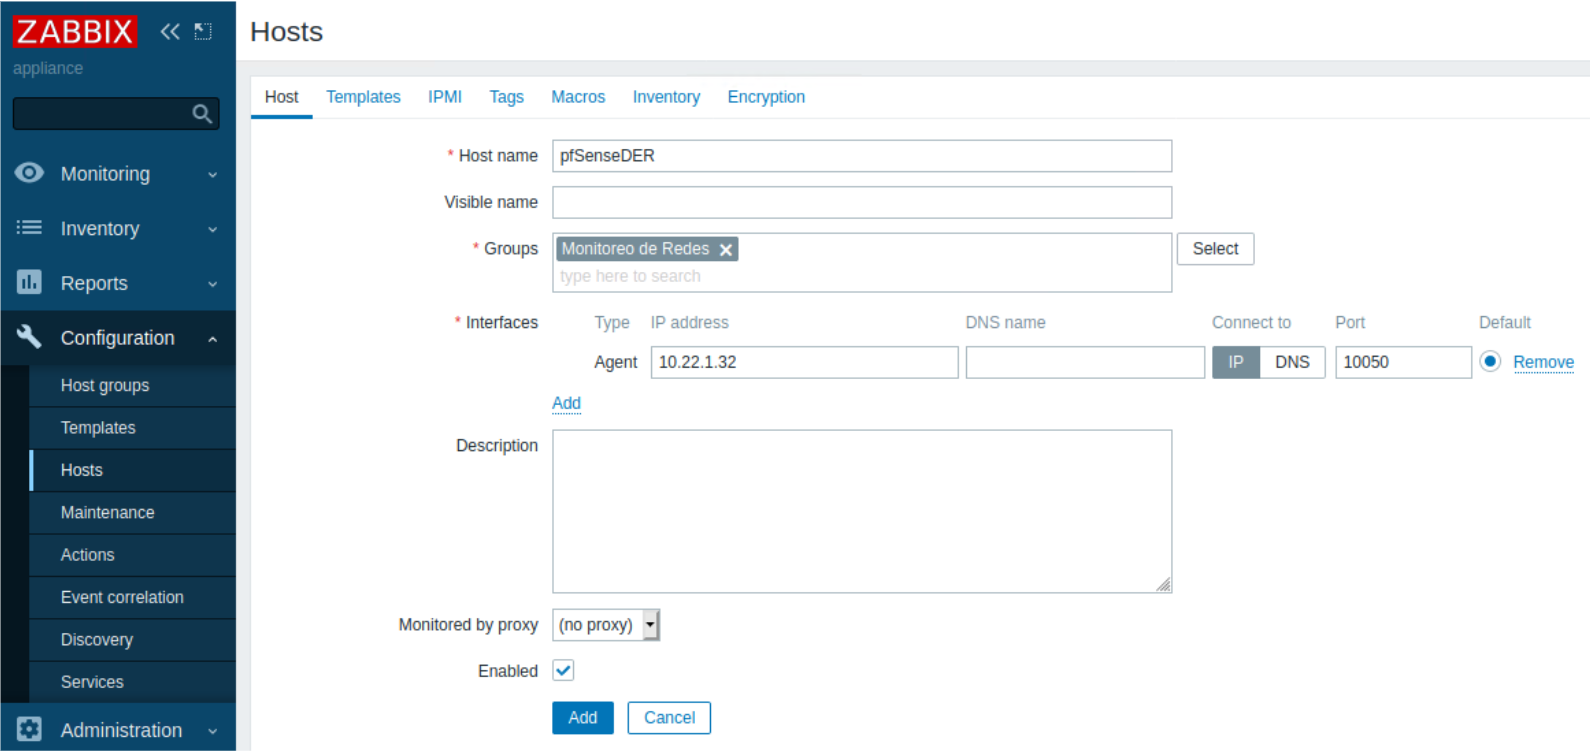 ZABBIX
appliance
Monitoring
Inventory
Reports
Configuration
Host groups
Templates
Hosts
Maintenance
Actions
Event correlation
Discovery
Services
Administration
Hosts
Host Templates IPMI Tags Macros Inventory Encryption
* Host name pfSenseDER
Visible name
* Groups Monitoreo de Redes Select
type here to search
* Interfaces Type IP address DNS name Connect to Port Default
Agent 10.22.1.32 IP DNS 10050 Remove
Add
Description
Monitored by proxy (no proxy)
Enabled
Add Cancel